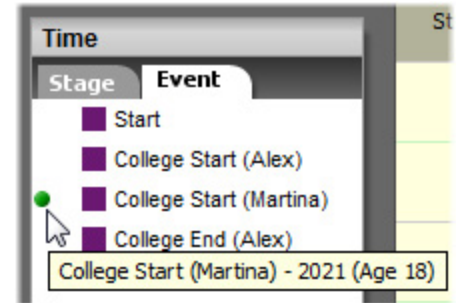 Time
St
Stage Event
Start
College Start (Alex)
College Start (Martina)
College End (Alex)
College Start (Martina) - 2021 (Age 18)